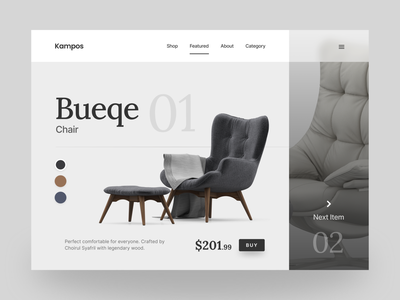 Kampos
Shop Featured About Category
Bueqe 01
Chair
Perfect comfortable for everyone. Crafted by
Choirul Syafril with legendary wood.
$201.99
BUY
Next Item
02